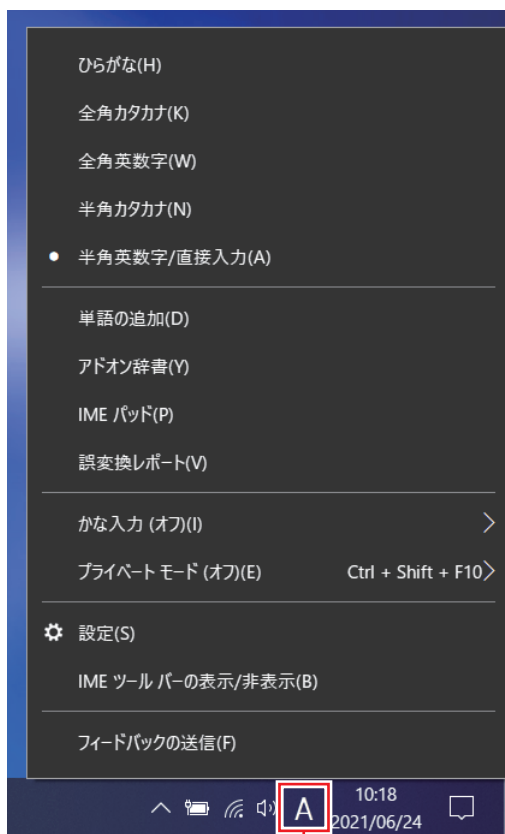 ひらがな(H)
全角カタカナ(K)
全角英数字(W)
半角カタカナ(N)
半角英数字/直接入力(A)
単語の追加(D)
アドオン辞書(Y)
IME パッド(P)
誤変換レポート(V)
かな入力 (オフ)(I)
プライベート モード (オフ)(E) Ctrl + Shift + F10
設定(S)
IME ツール バーの表示/非表示(B)
フィードバックの送信(F)
A 10:18
2021/06/24